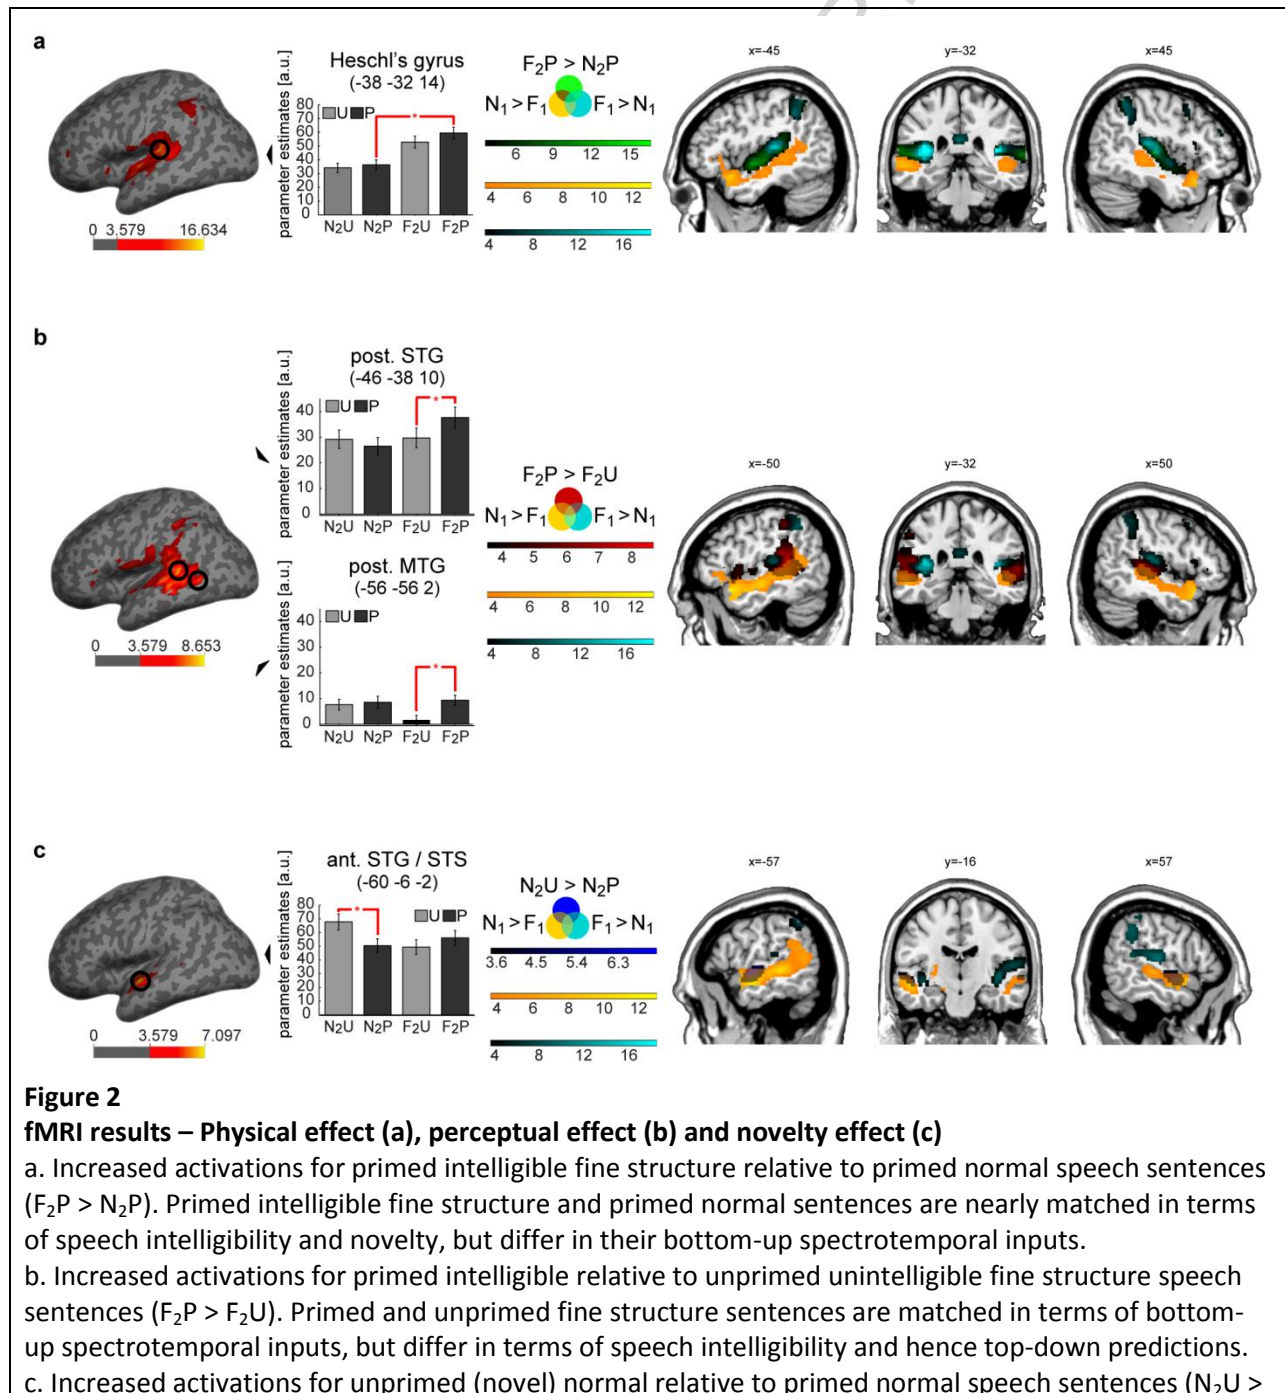 a
Heschl's gyrus
(-38 -32 14)
parameter estimates [a.u.]
80
70
60
50
40
30
20
10
0
U P
*
N₂U N₂P F₂U F₂P
0 3.579 16.634
F₂P > N₂P
N₁ > F₁ F₁ > N₁
6 9 12 15
4 6 8 10 12
4 8 12 16
x=-45 y=-32 x=45
b
post. STG
(-46 -38 10)
parameter estimates [a.u.]
40
30
20
10
0
U P
*
N₂U N₂P F₂U F₂P
post. MTG
(-56 -56 2)
parameter estimates [a.u.]
40
30
20
10
0
U P
*
N₂U N₂P F₂U F₂P
0 3.579 8.653
F₂P > F₂U
N₁ > F₁ F₁ > N₁
4 5 6 7 8
4 6 8 10 12
4 8 12 16
x=-50 y=-32 x=50
c
ant. STG / STS
(-60 -6 -2)
parameter estimates [a.u.]
80
70
60
50
40
30
20
10
0
U P
*
N₂U N₂P F₂U F₂P
0 3.579 7.097
N₂U > N₂P
N₁ > F₁ F₁ > N₁
3.6 4.5 5.4 6.3
4 6 8 10 12
4 8 12 16
x=-57 y=-16 x=57
Figure 2
fMRI results – Physical effect (a), perceptual effect (b) and novelty effect (c)
a. Increased activations for primed intelligible fine structure relative to primed normal speech sentences
(F₂P > N₂P). Primed intelligible fine structure and primed normal sentences are nearly matched in terms
of speech intelligibility and novelty, but differ in their bottom-up spectrotemporal inputs.
b. Increased activations for primed intelligible relative to unprimed unintelligible fine structure speech
sentences (F₂P > F₂U). Primed and unprimed fine structure sentences are matched in terms of bottom-
up spectrotemporal inputs, but differ in terms of speech intelligibility and hence top-down predictions.
c. Increased activations for unprimed (novel) normal relative to primed normal speech sentences (N₂U >